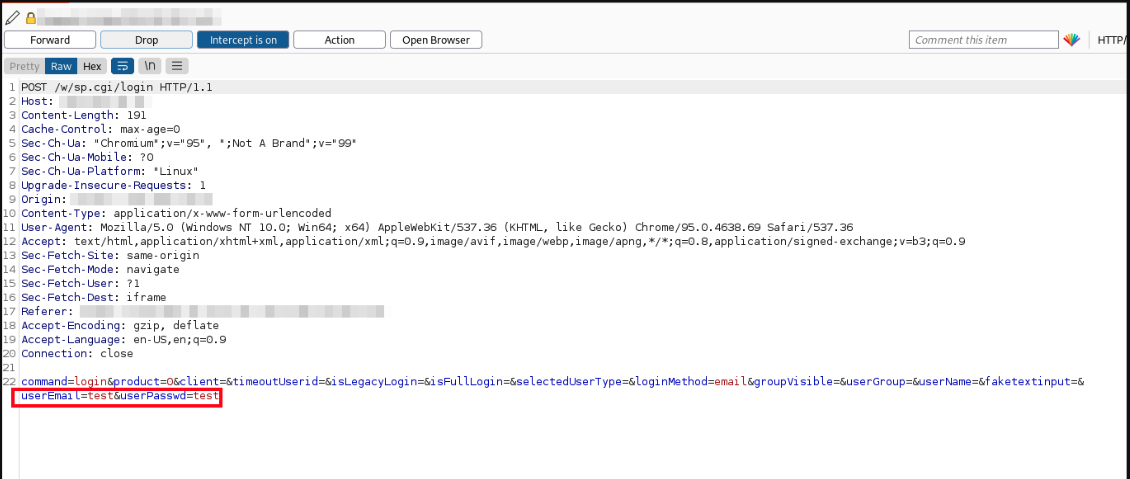 Forward Drop Intercept is on Action Open Browser Comment this item HTTP/
Pretty Raw Hex \n
1 POST /w/sp.cgi/login HTTP/1.1
2 Host:
3 Content-Length: 191
4 Cache-Control: max-age=0
5 Sec-Ch-Ua: "Chromium";v="95", ";Not A Brand";v="99"
6 Sec-Ch-Ua-Mobile: ?0
7 Sec-Ch-Ua-Platform: "Linux"
8 Upgrade-Insecure-Requests: 1
9 Origin:
10 Content-Type: application/x-www-form-urlencoded
11 User-Agent: Mozilla/5.0 (Windows NT 10.0; Win64; x64) AppleWebKit/537.36 (KHTML, like Gecko) Chrome/95.0.4638.69 Safari/537.36
12 Accept: text/html,application/xhtml+xml,application/xml;q=0.9,image/avif,image/webp,image/apng,*/*;q=0.8,application/signed-exchange;v=b3;q=0.9
13 Sec-Fetch-Site: same-origin
14 Sec-Fetch-Mode: navigate
15 Sec-Fetch-User: ?1
16 Sec-Fetch-Dest: iframe
17 Referer:
18 Accept-Encoding: gzip, deflate
19 Accept-Language: en-US,en;q=0.9
20 Connection: close
21
22 command=login&product=0&client=&timeoutUserid=&isLegacyLogin=&isFullLogin=&selectedUserType=&loginMethod=email&groupVisible=&userGroup=&userName=&faketextinput=&
userEmail=test&userPasswd=test